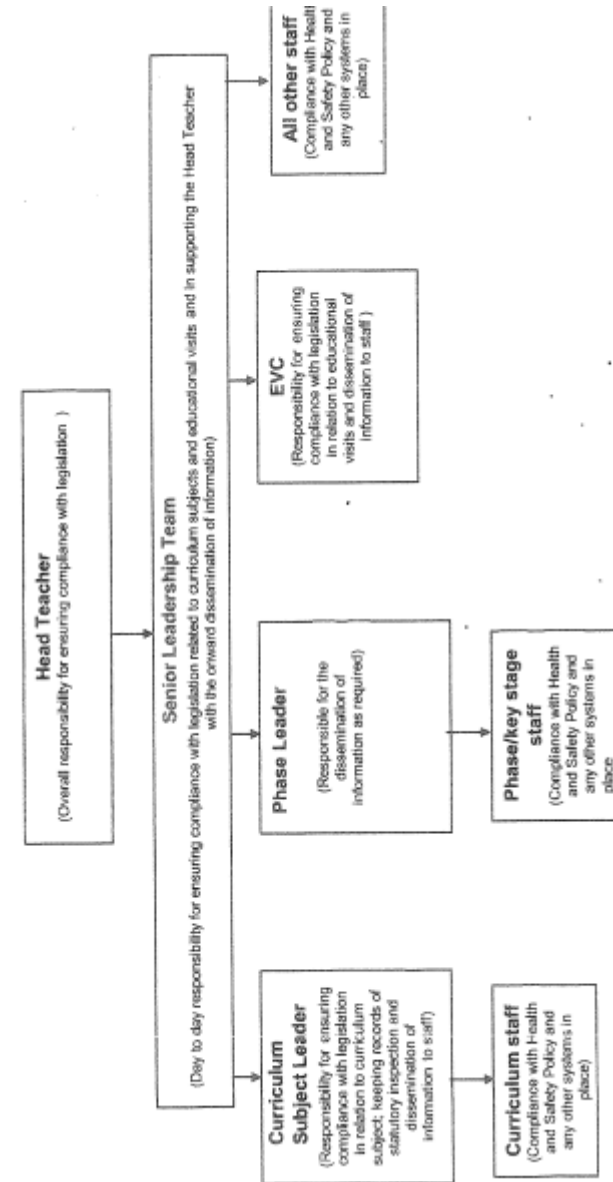 Head Teacher
(Overall responsibility for ensuring compliance with legislation )
Senior Leadership Team
(Day to day responsibility for ensuring compliance with legislation related to curriculum subjects and educational visits and in supporting the Head Teacher
with the onward dissemination of information)
Curriculum
Subject Leader
(Responsibility for ensuring
compliance with legislation
in relation to curriculum
subject; keeping records of
statutory inspection and
dissemination of
information to staff)
Phase Leader
(Responsible for the
dissemination of
information as required)
EVC
(Responsibility for ensuring
compliance with legislation
in relation to educational
visits and dissemination of
information to staff )
All other staff
(Compliance with Health
and Safety Policy and
any other systems in
place)
Curriculum staff
(Compliance with Health
and Safety Policy and
any other systems in
place)
Phase/key stage
staff
(Compliance with Health
and Safety Policy and
any other systems in
place